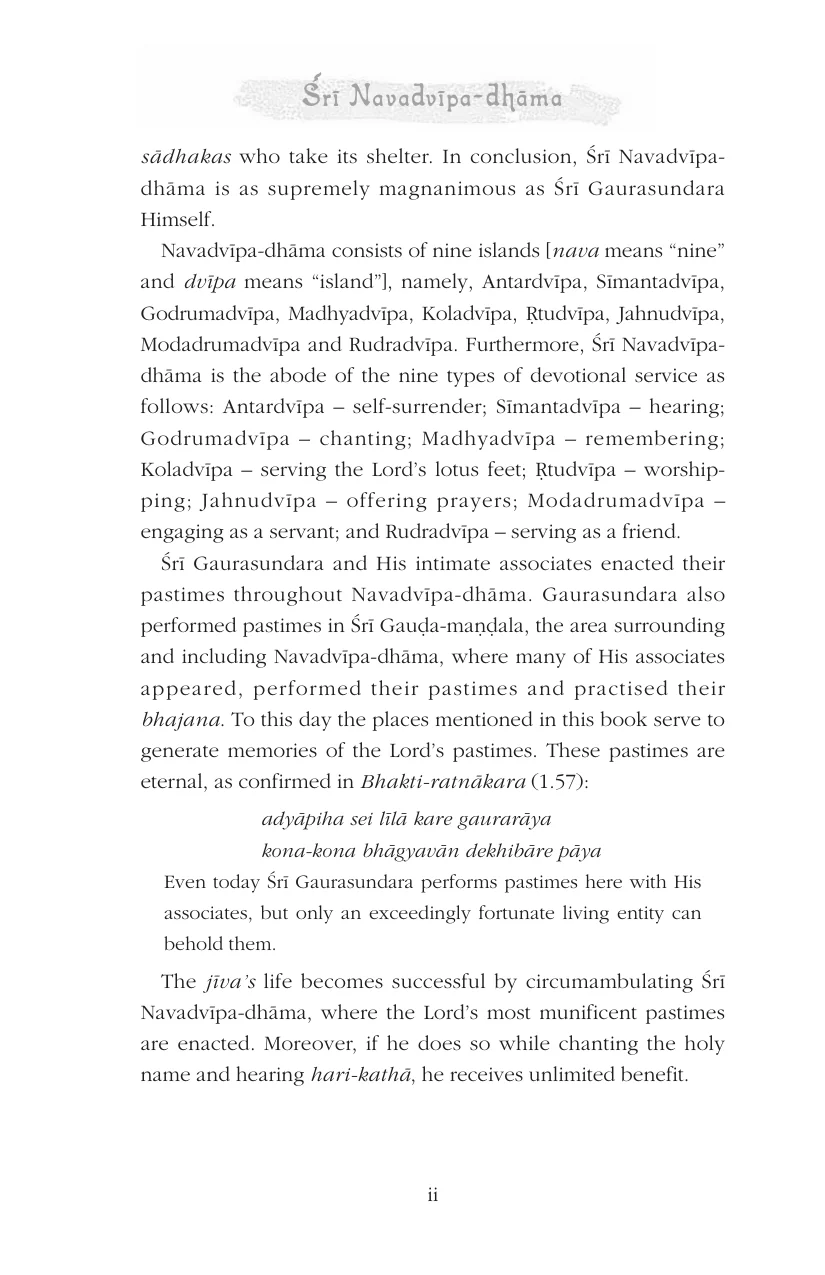 Śrī Navadvīpa-dhāma
sādhakas who take its shelter. In conclusion, Śrī Navadvīpa-
dhāma is as supremely magnanimous as Śrī Gaurasundara
Himself.
Navadvīpa-dhāma consists of nine islands [nava means “nine”
and dvīpa means “island”], namely, Antardvīpa, Sīmantadvīpa,
Godrumadvīpa, Madhyadvīpa, Koladvīpa, Ṛtudvīpa, Jahnudvīpa,
Modadrumadvīpa and Rudradvīpa. Furthermore, Śrī Navadvīpa-
dhāma is the abode of the nine types of devotional service as
follows: Antardvīpa – self-surrender; Sīmantadvīpa – hearing;
Godrumadvīpa – chanting; Madhyadvīpa – remembering;
Koladvīpa – serving the Lord’s lotus feet; Ṛtudvīpa – worship-
ping; Jahnudvīpa – offering prayers; Modadrumadvīpa –
engaging as a servant; and Rudradvīpa – serving as a friend.
Śrī Gaurasundara and His intimate associates enacted their
pastimes throughout Navadvīpa-dhāma. Gaurasundara also
performed pastimes in Śrī Gauḍa-maṇḍala, the area surrounding
and including Navadvīpa-dhāma, where many of His associates
appeared, performed their pastimes and practised their
bhajana. To this day the places mentioned in this book serve to
generate memories of the Lord’s pastimes. These pastimes are
eternal, as confirmed in Bhakti-ratnākara (1.57):
adyāpiha sei līlā kare gaurarāya
kona-kona bhāgyavān dekhibāre pāya
Even today Śrī Gaurasundara performs pastimes here with His
associates, but only an exceedingly fortunate living entity can
behold them.
The jīva’s life becomes successful by circumambulating Śrī
Navadvīpa-dhāma, where the Lord’s most munificent pastimes
are enacted. Moreover, if he does so while chanting the holy
name and hearing hari-kathā, he receives unlimited benefit.
ii